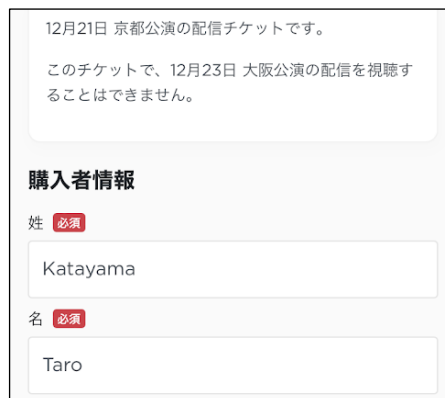 12月21日 京都公演の配信チケットです。
このチケットで、12月23日 大阪公演の配信を視聴す
ることはできません。
購入者情報
姓 必須
Katayama
名 必須
Taro